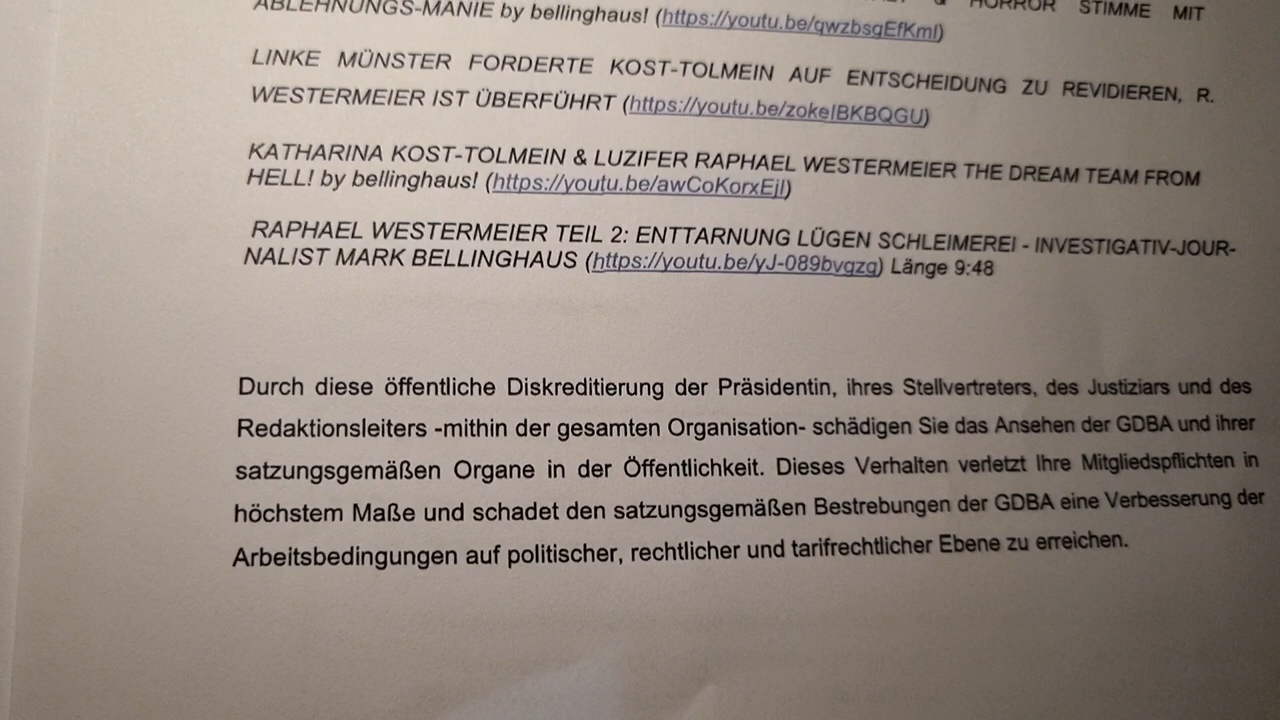 HORROR STIMME MIT
ABLEHNUNGS-MANIE by bellinghaus! (https://youtu.be/qwzbsgEfKmI)
LINKE MÜNSTER FORDERTE KOST-TOLMEIN AUF ENTSCHEIDUNG ZU REVIDIEREN, R.
WESTERMEIER IST ÜBERFÜHRT (https://youtu.be/zokeIBKBQGU)
KATHARINA KOST-TOLMEIN & LUZIFER RAPHAEL WESTERMEIER THE DREAM TEAM FROM
HELL! by bellinghaus! (https://youtu.be/awCoKorxEjI)
RAPHAEL WESTERMEIER TEIL 2: ENTTARNUNG LÜGEN SCHLEIMEREI - INVESTIGATIV-JOUR-
NALIST MARK BELLINGHAUS (https://youtu.be/yJ-089bvgzg) Länge 9:48
Durch diese öffentliche Diskreditierung der Präsidentin, ihres Stellvertreters, des Justiziars und des
Redaktionsleiters -mithin der gesamten Organisation- schädigen Sie das Ansehen der GDBA und ihrer
satzungsgemäßen Organe in der Öffentlichkeit. Dieses Verhalten verletzt Ihre Mitgliedspflichten in
höchstem Maße und schadet den satzungsgemäßen Bestrebungen der GDBA eine Verbesserung der
Arbeitsbedingungen auf politischer, rechtlicher und tarifrechtlicher Ebene zu erreichen.